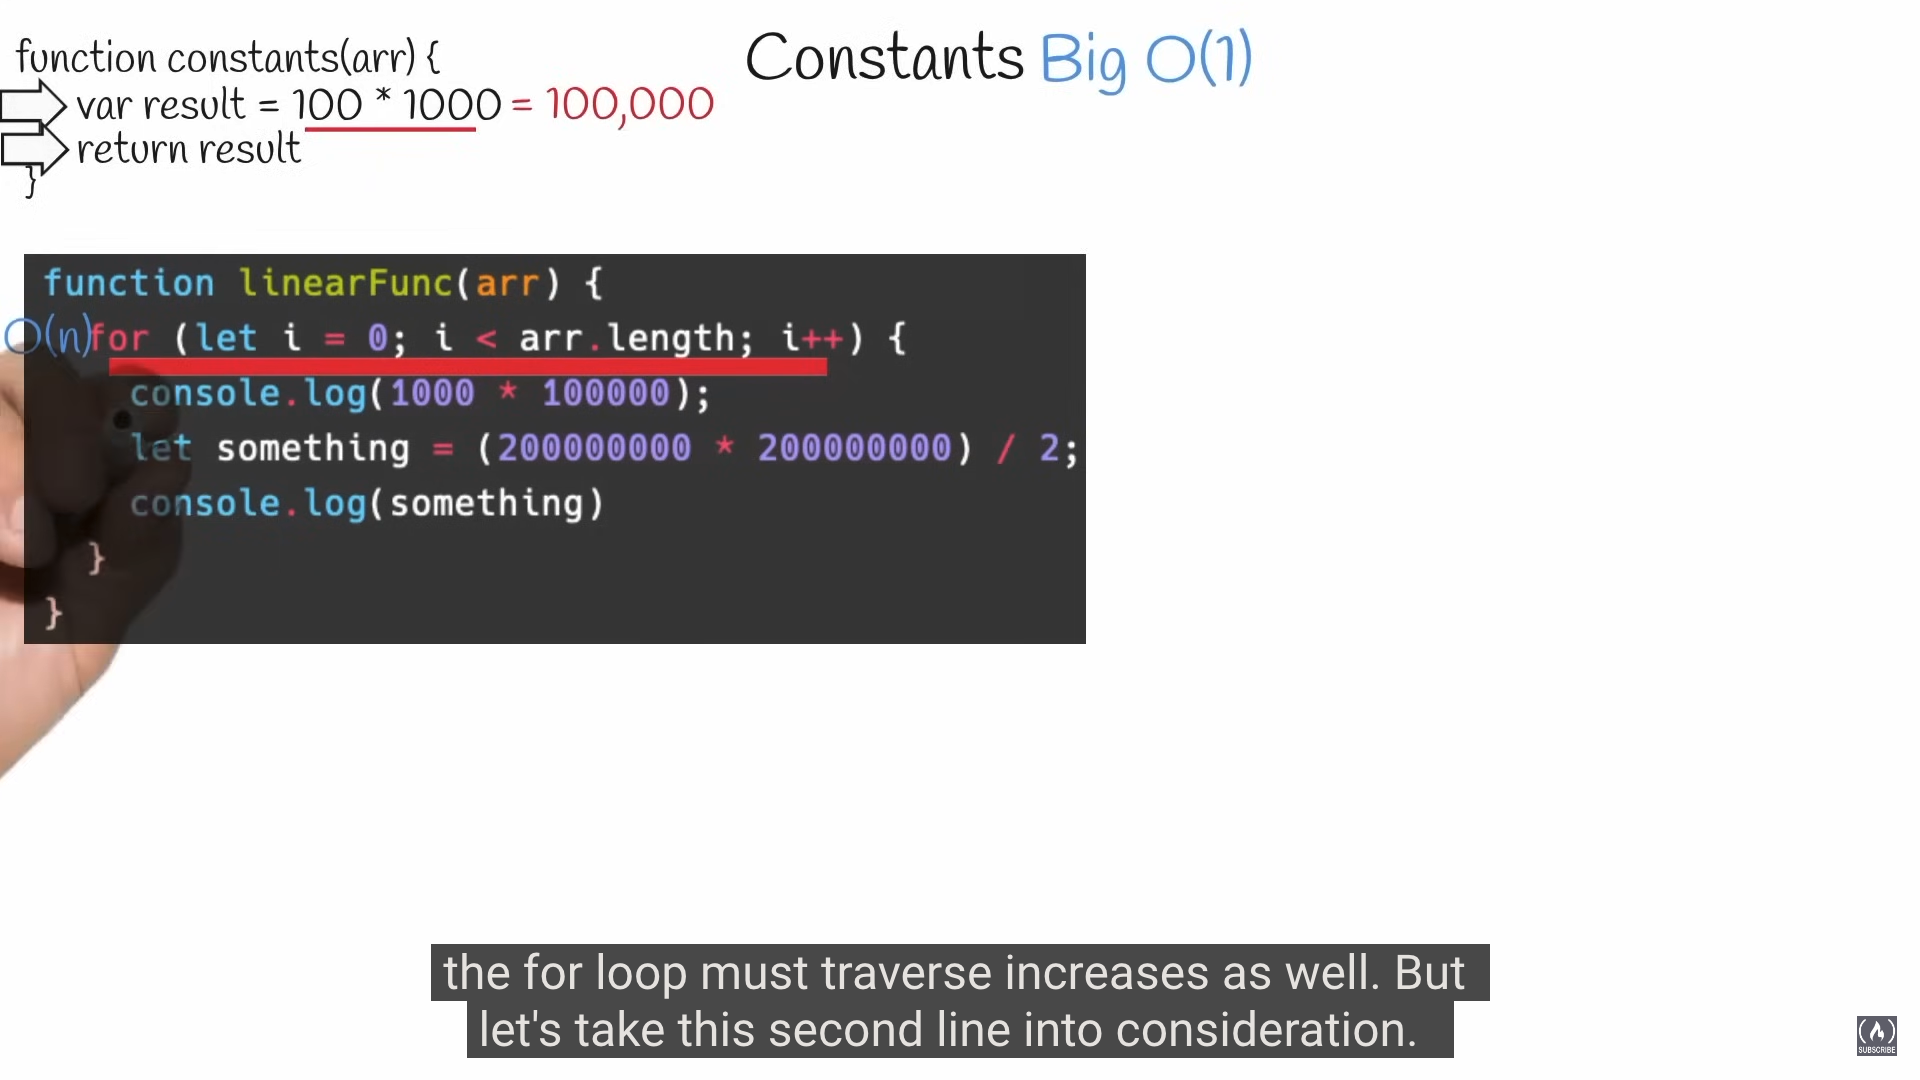 Constants Big O(1)
function constants(arr) {
var result = 100 * 1000 = 100,000
return result
}
function linearFunc(arr) {
O(n) for (let i = 0; i < arr.length; i++) {
console.log(1000 * 100000);
let something = (200000000 * 200000000) / 2;
console.log(something)
}
}
the for loop must traverse increases as well. But
let's take this second line into consideration.
SUBSCRIBE